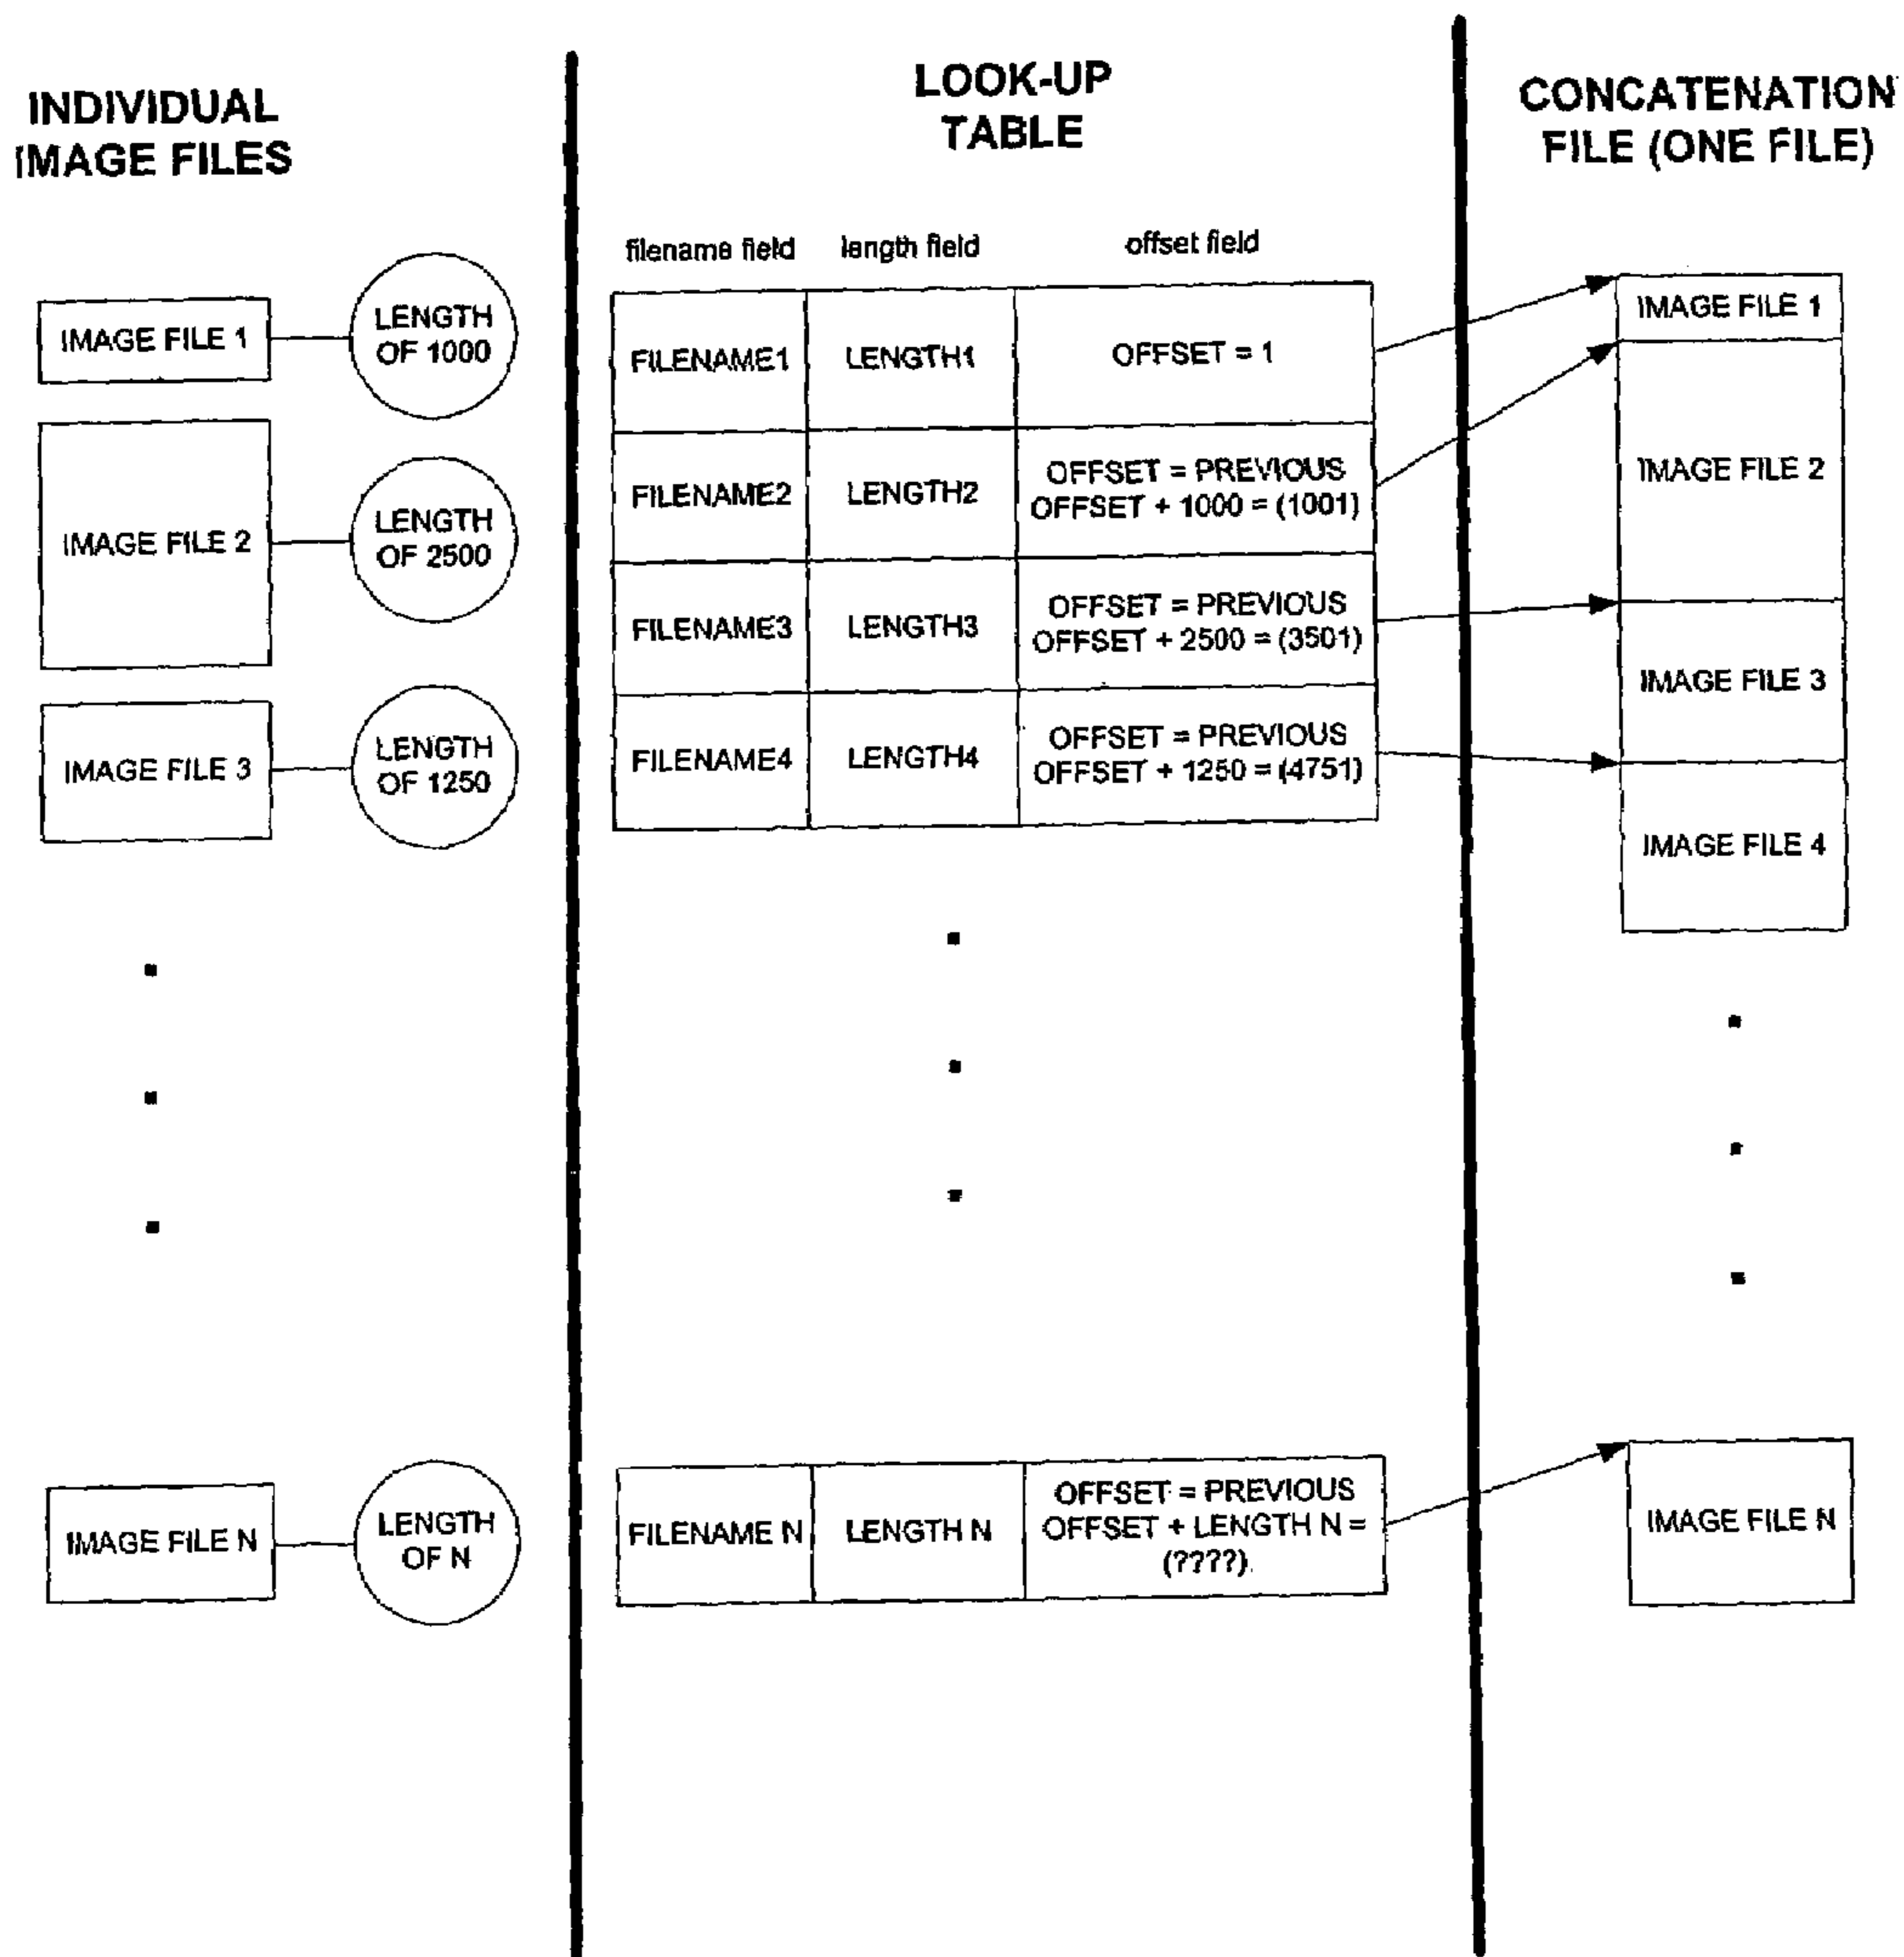 INDIVIDUAL
IMAGE FILES
LOOK-UP
TABLE
CONCATENATION
FILE (ONE FILE)
filename field
length field
offset field
IMAGE FILE 1
LENGTH
OF 1000
FILENAME1
LENGTH1
OFFSET = 1
IMAGE FILE 1
IMAGE FILE 2
LENGTH
OF 2500
FILENAME2
LENGTH2
OFFSET = PREVIOUS
OFFSET + 1000 = (1001)
IMAGE FILE 2
FILENAME3
LENGTH3
OFFSET = PREVIOUS
OFFSET + 2500 = (3501)
IMAGE FILE 3
IMAGE FILE 3
LENGTH
OF 1250
FILENAME4
LENGTH4
OFFSET = PREVIOUS
OFFSET + 1250 = (4751)
IMAGE FILE 4
IMAGE FILE N
LENGTH
OF N
FILENAME N
LENGTH N
OFFSET = PREVIOUS
OFFSET + LENGTH N =
(????)
IMAGE FILE N